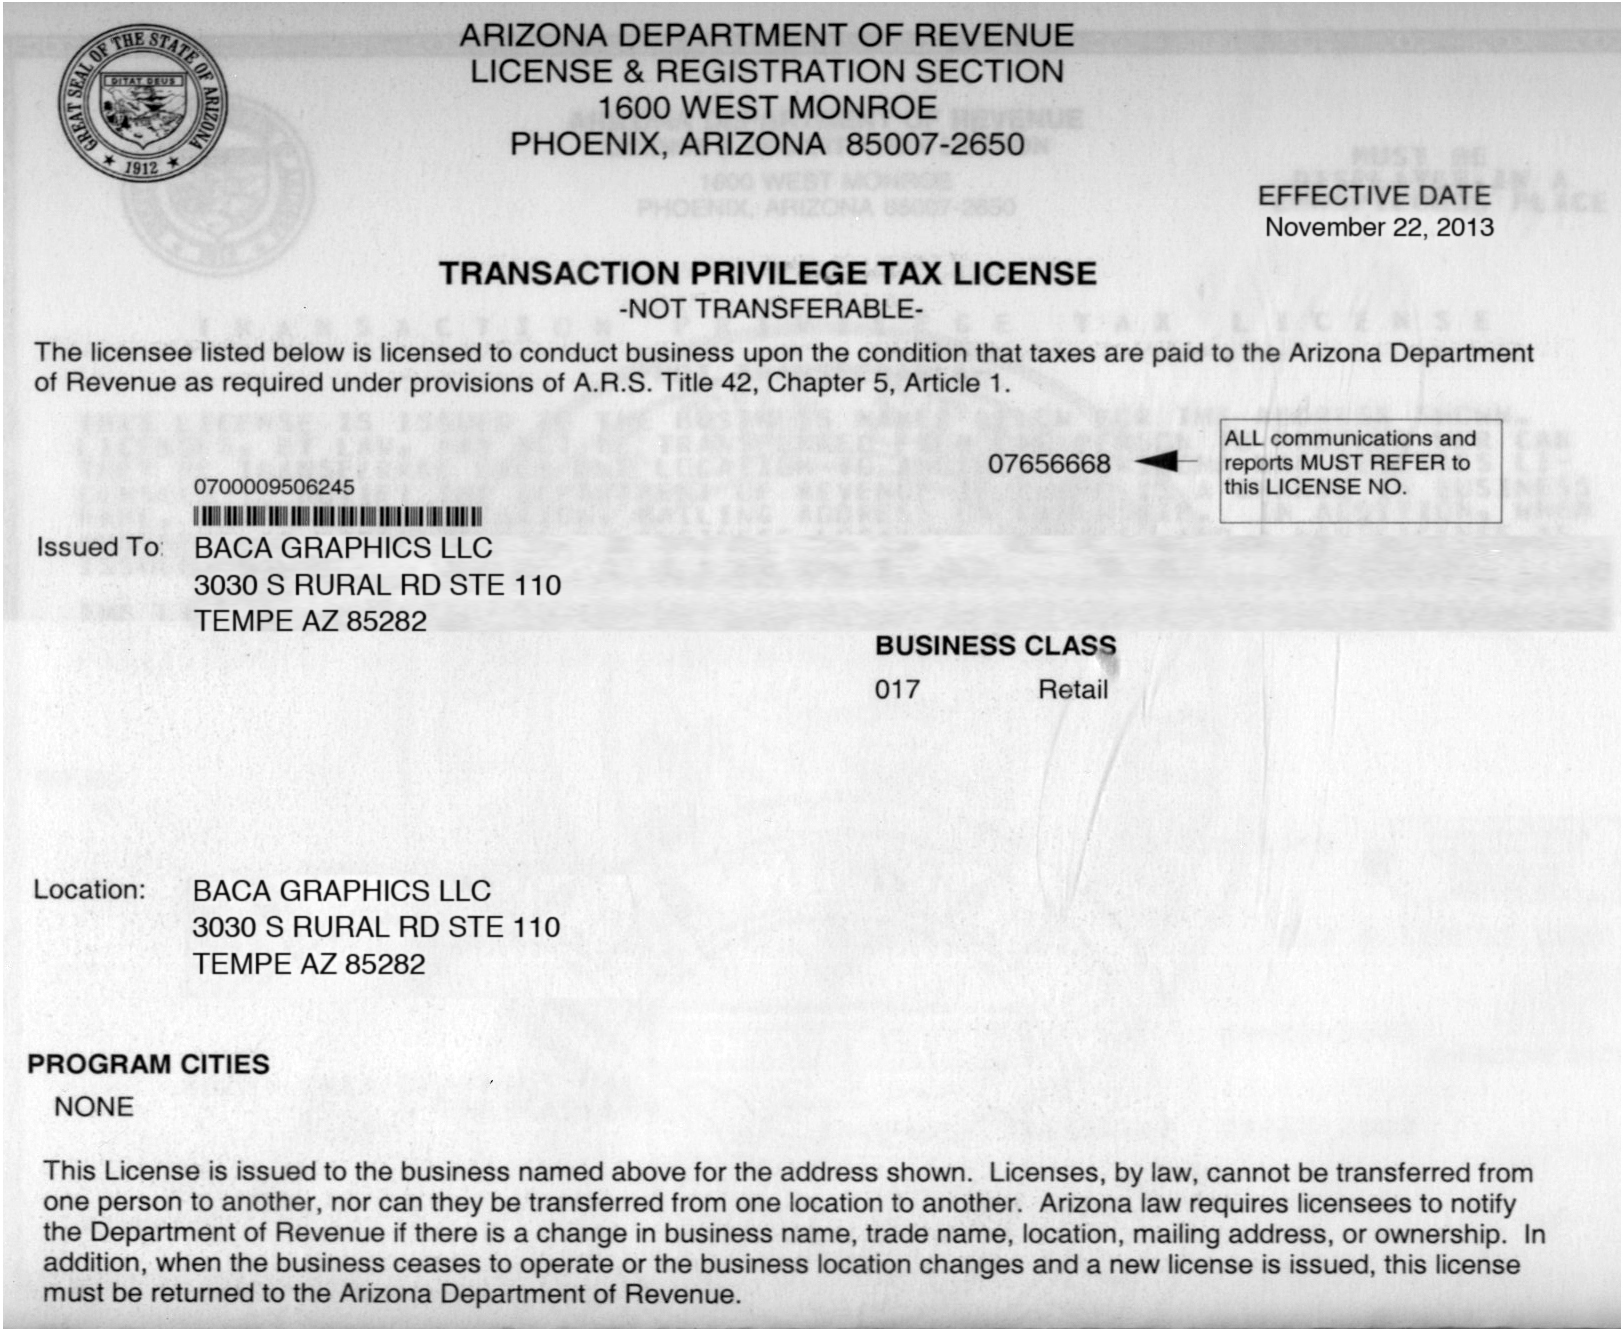 GREAT SEAL OF THE STATE OF ARIZONA
DITAT DEUS
1912
ARIZONA DEPARTMENT OF REVENUE
LICENSE & REGISTRATION SECTION
1600 WEST MONROE
PHOENIX, ARIZONA 85007-2650
EFFECTIVE DATE
November 22, 2013
TRANSACTION PRIVILEGE TAX LICENSE
-NOT TRANSFERABLE-
The licensee listed below is licensed to conduct business upon the condition that taxes are paid to the Arizona Department
of Revenue as required under provisions of A.R.S. Title 42, Chapter 5, Article 1.
07656668
ALL communications and
reports MUST REFER to
this LICENSE NO.
0700009506245
Issued To: BACA GRAPHICS LLC
3030 S RURAL RD STE 110
TEMPE AZ 85282
BUSINESS CLASS
017 Retail
Location: BACA GRAPHICS LLC
3030 S RURAL RD STE 110
TEMPE AZ 85282
PROGRAM CITIES
NONE
This License is issued to the business named above for the address shown. Licenses, by law, cannot be transferred from
one person to another, nor can they be transferred from one location to another. Arizona law requires licensees to notify
the Department of Revenue if there is a change in business name, trade name, location, mailing address, or ownership. In
addition, when the business ceases to operate or the business location changes and a new license is issued, this license
must be returned to the Arizona Department of Revenue.